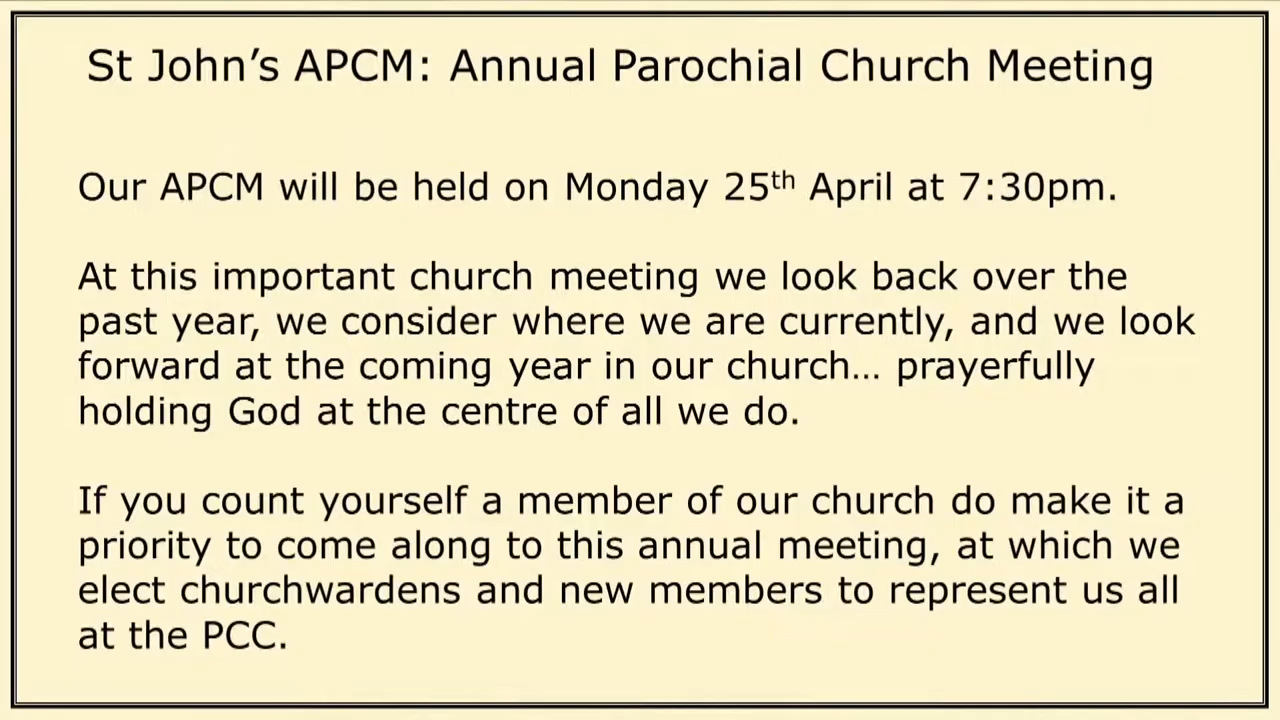 St John’s APCM: Annual Parochial Church Meeting
Our APCM will be held on Monday 25th April at 7:30pm.
At this important church meeting we look back over the
past year, we consider where we are currently, and we look
forward at the coming year in our church… prayerfully
holding God at the centre of all we do.
If you count yourself a member of our church do make it a
priority to come along to this annual meeting, at which we
elect churchwardens and new members to represent us all
at the PCC.